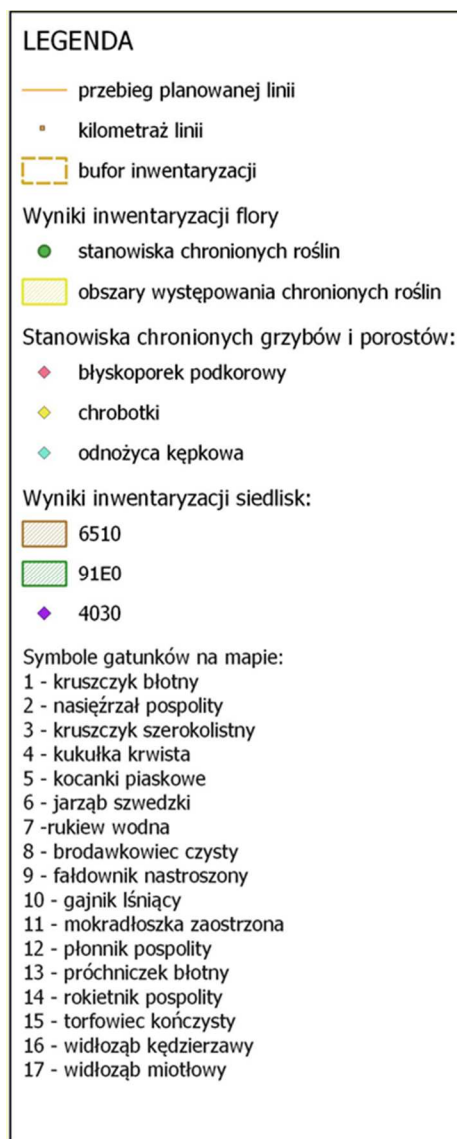 LEGENDA
przebieg planowanej linii
kilometraż linii
bufor inwentaryzacji
Wyniki inwentaryzacji flory
stanowiska chronionych roślin
obszary występowania chronionych roślin
Stanowiska chronionych grzybów i porostów:
błyskoporek podkorowy
chrobotki
odnożyca kępkowa
Wyniki inwentaryzacji siedlisk:
6510
91E0
4030
Symbole gatunków na mapie:
1 - kruszczyk błotny
2 - nasięźrzał pospolity
3 - kruszczyk szerokolistny
4 - kukułka krwista
5 - kocanki piaskowe
6 - jarząb szwedzki
7 -rukiew wodna
8 - brodawkowiec czysty
9 - fałdownik nastroszony
10 - gajnik lśniący
11 - mokradłoszka zaostrzona
12 - płonnik pospolity
13 - próchniczek błotny
14 - rokietnik pospolity
15 - torfowiec kończysty
16 - widłoząb kędzierzawy
17 - widłoząb miotłowy